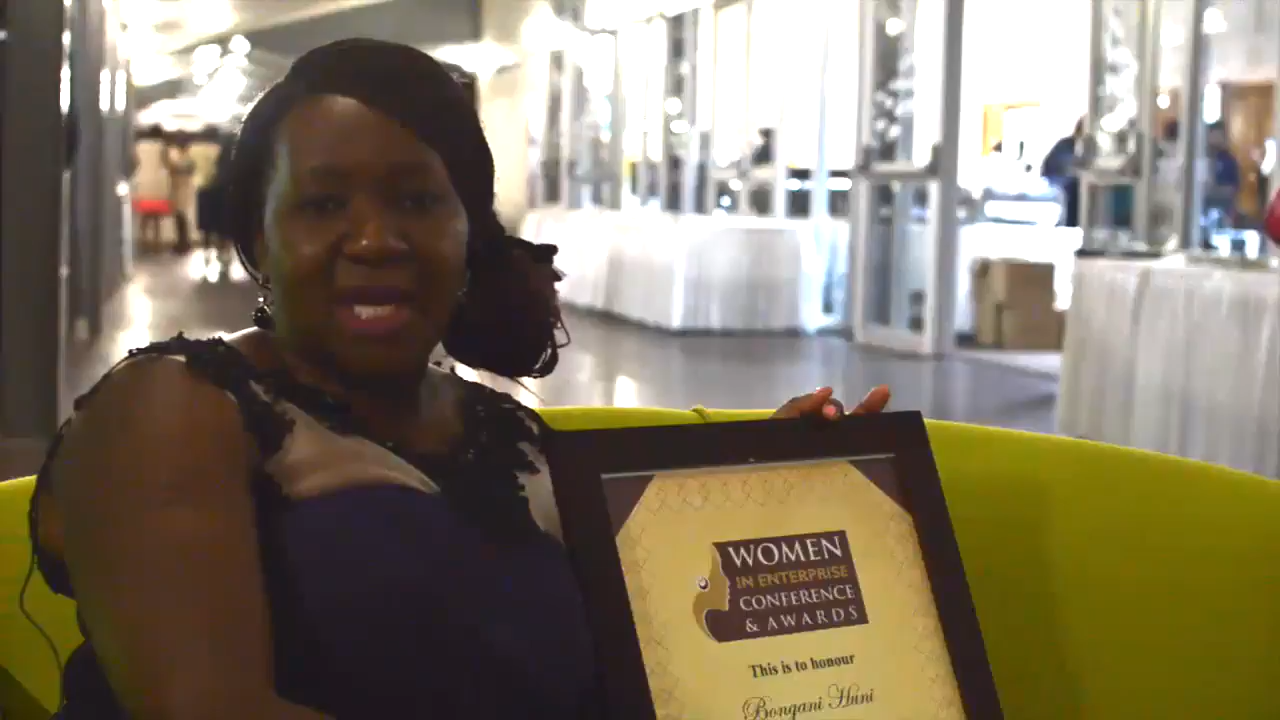 WOMEN
IN ENTERPRISE
CONFERENCE
& AWARDS
This is to honour
Bongani Huni